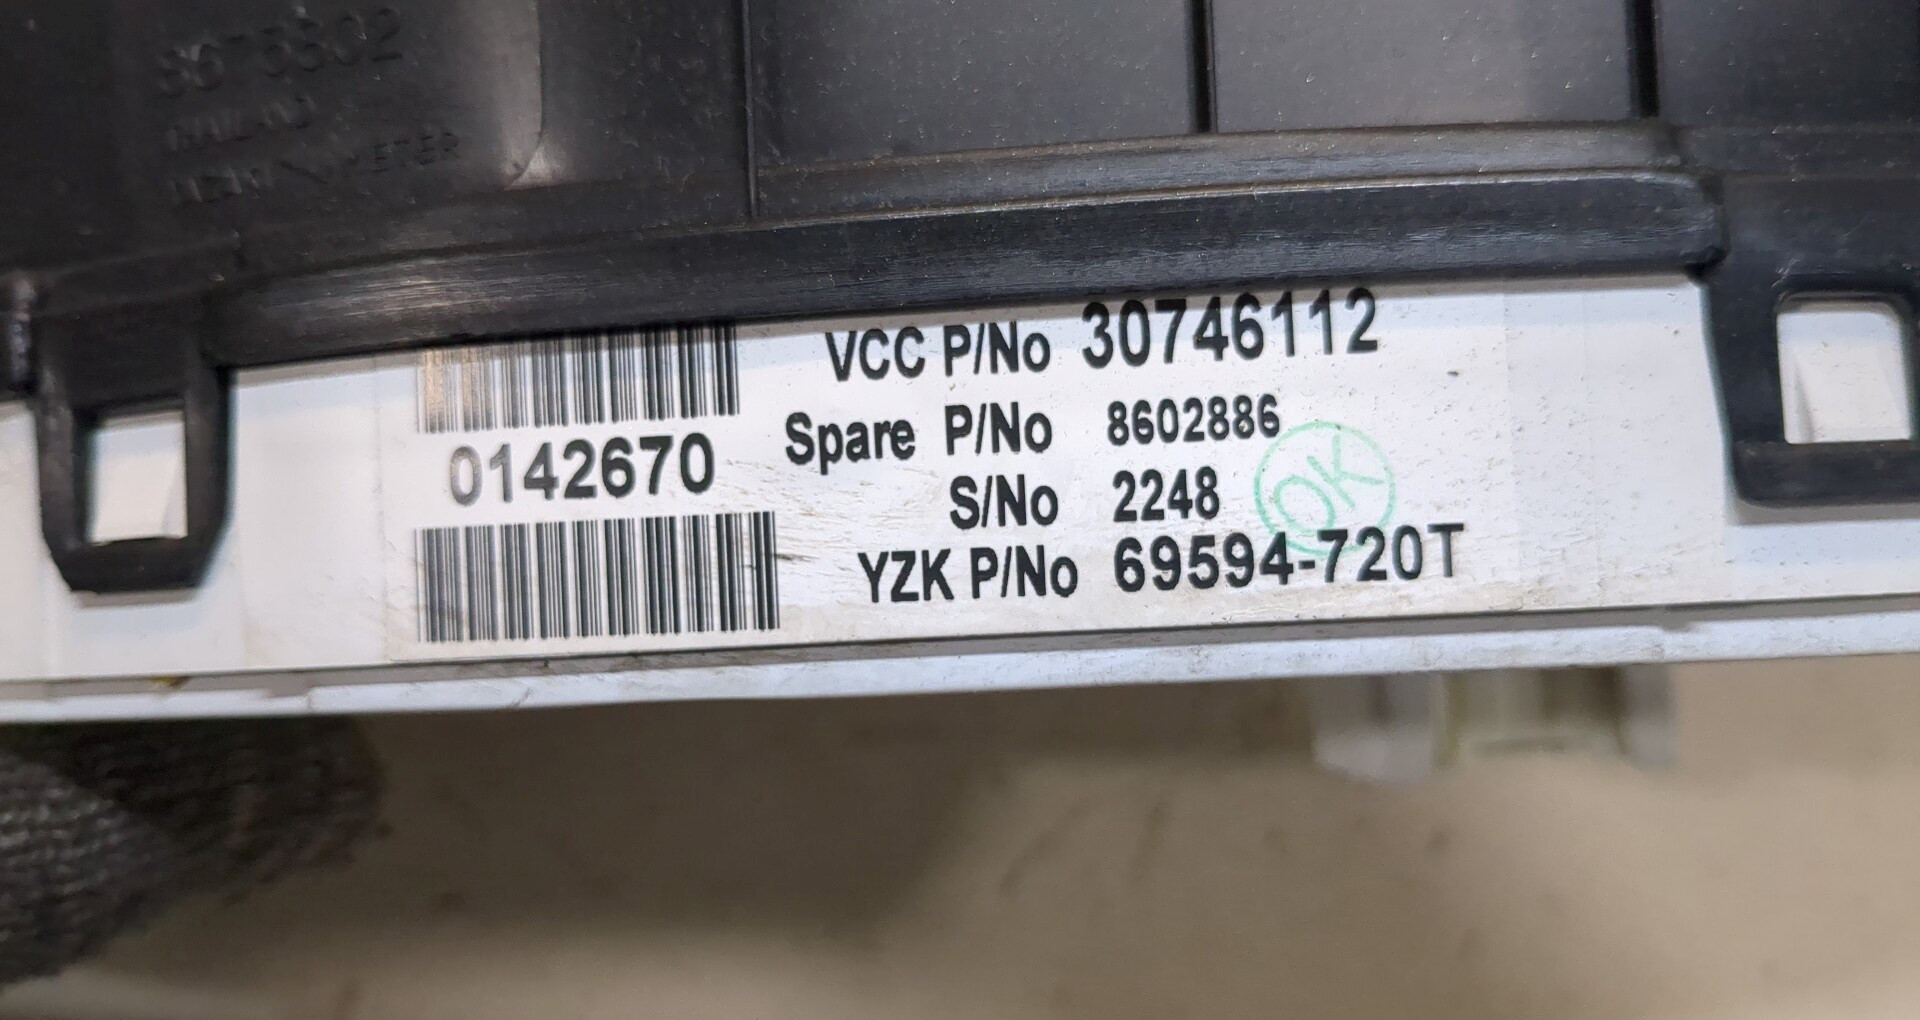 VCC P/No 30746112
0142670
Spare P/No 8602886
S/No 2248
OK
YZK P/No 69594-720T